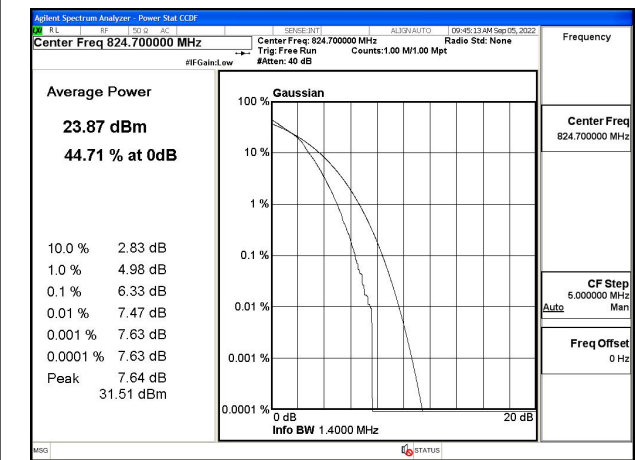 Agilent Spectrum Analyzer - Power Stat CCDF
LXI RL RF 50 Ω AC SENSE:INT ALIGN AUTO 09:45:13 AM Sep 05, 2022
Center Freq 824.700000 MHz
Center Freq: 824.700000 MHz Radio Std: None
Trig: Free Run Counts:1.00 M/1.00 Mpt
#IFGain:Low #Atten: 40 dB
Frequency
Average Power
23.87 dBm
44.71 % at 0dB
10.0 % 2.83 dB
1.0 % 4.98 dB
0.1 % 6.33 dB
0.01 % 7.47 dB
0.001 % 7.63 dB
0.0001 % 7.63 dB
Peak 7.64 dB
31.51 dBm
Gaussian
100 %
10 %
1 %
0.1 %
0.01 %
0.001 %
0.0001 %
0 dB 20 dB
Info BW 1.4000 MHz
Center Freq
824.700000 MHz
CF Step
5.000000 MHz
Auto Man
Freq Offset
0 Hz
MSG STATUS